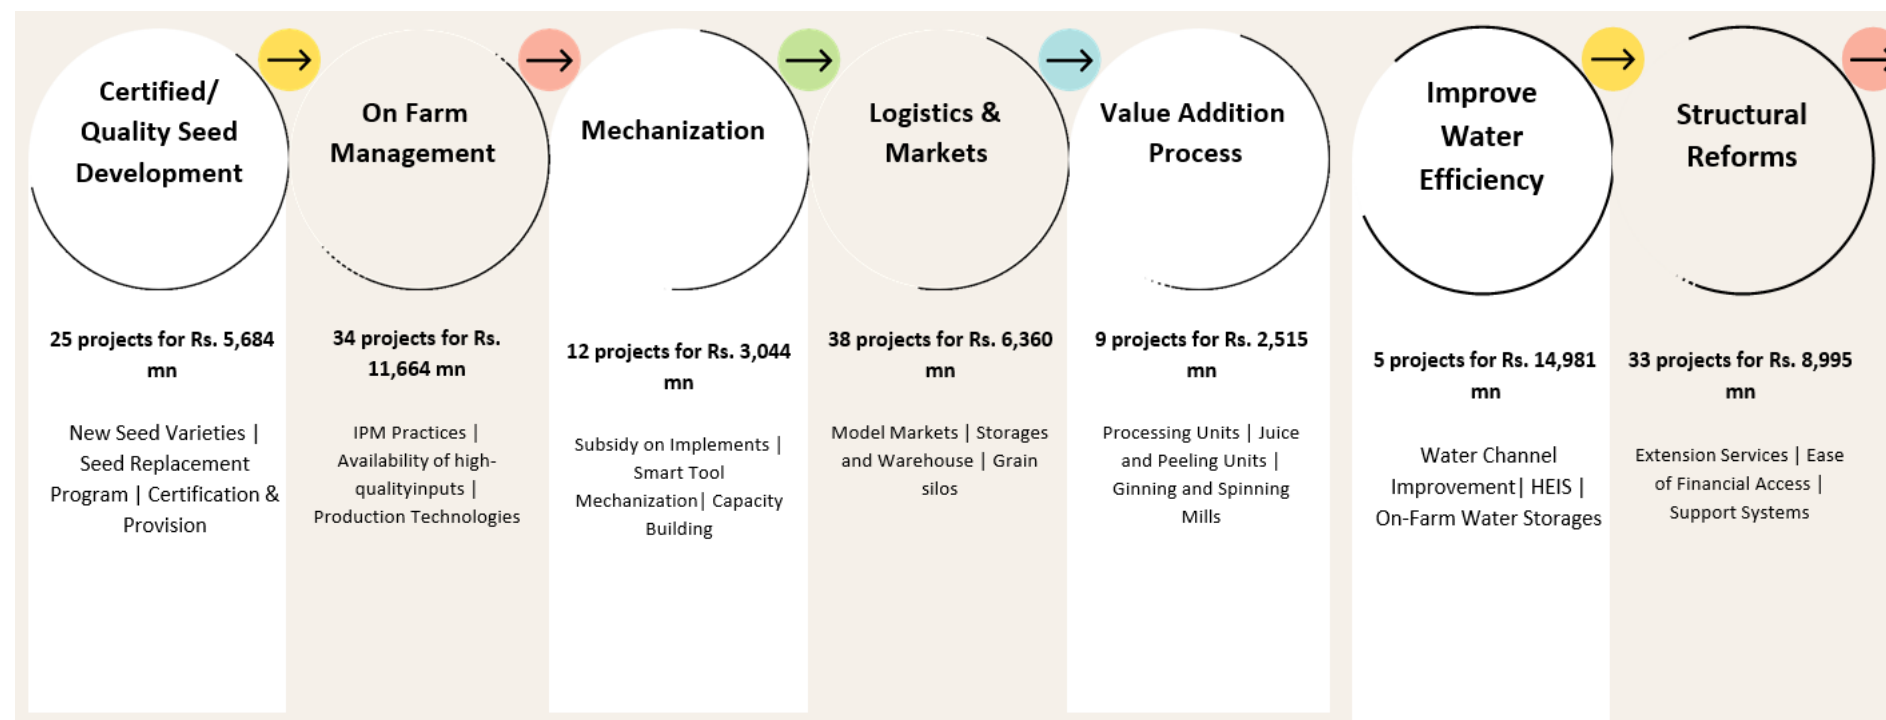 Certified/
Quality Seed
Development
25 projects for Rs. 5,684
mn
New Seed Varieties |
Seed Replacement
Program | Certification &
Provision
On Farm
Management
34 projects for Rs.
11,664 mn
IPM Practices |
Availability of high-
qualityinputs |
Production Technologies
Mechanization
12 projects for Rs. 3,044
mn
Subsidy on Implements |
Smart Tool
Mechanization| Capacity
Building
Logistics &
Markets
38 projects for Rs. 6,360
mn
Model Markets | Storages
and Warehouse | Grain
silos
Value Addition
Process
9 projects for Rs. 2,515
mn
Processing Units | Juice
and Peeling Units |
Ginning and Spinning
Mills
Improve
Water
Efficiency
5 projects for Rs. 14,981
mn
Water Channel
Improvement| HEIS |
On-Farm Water Storages
Structural
Reforms
33 projects for Rs. 8,995
mn
Extension Services | Ease
of Financial Access |
Support Systems